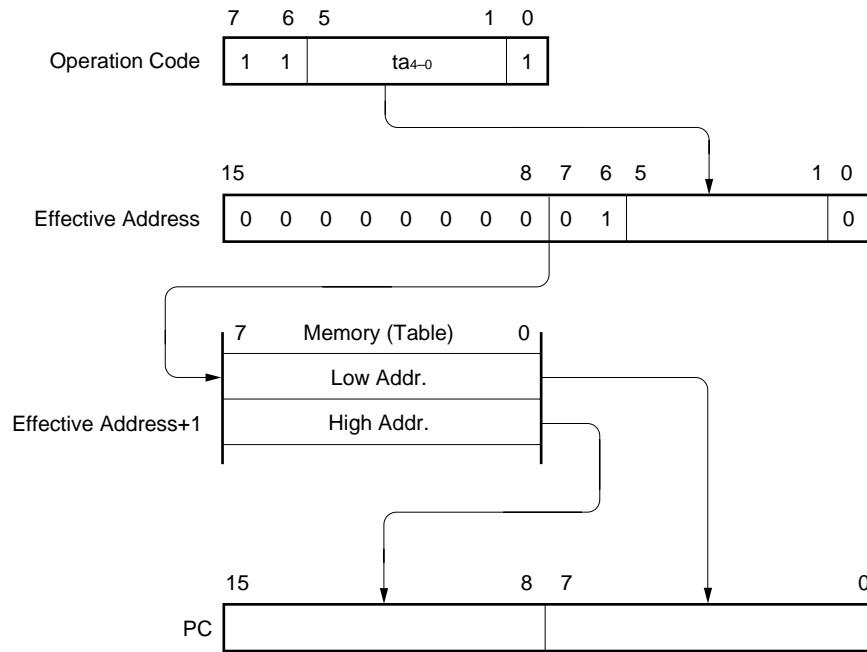 7 6 5 1 0
Operation Code 1 1 ta4–0 1
15 8 7 6 5 1 0
Effective Address 0 0 0 0 0 0 0 0 0 1 0
7 Memory (Table) 0
Low Addr.
Effective Address+1 High Addr.
15 8 7 0
PC